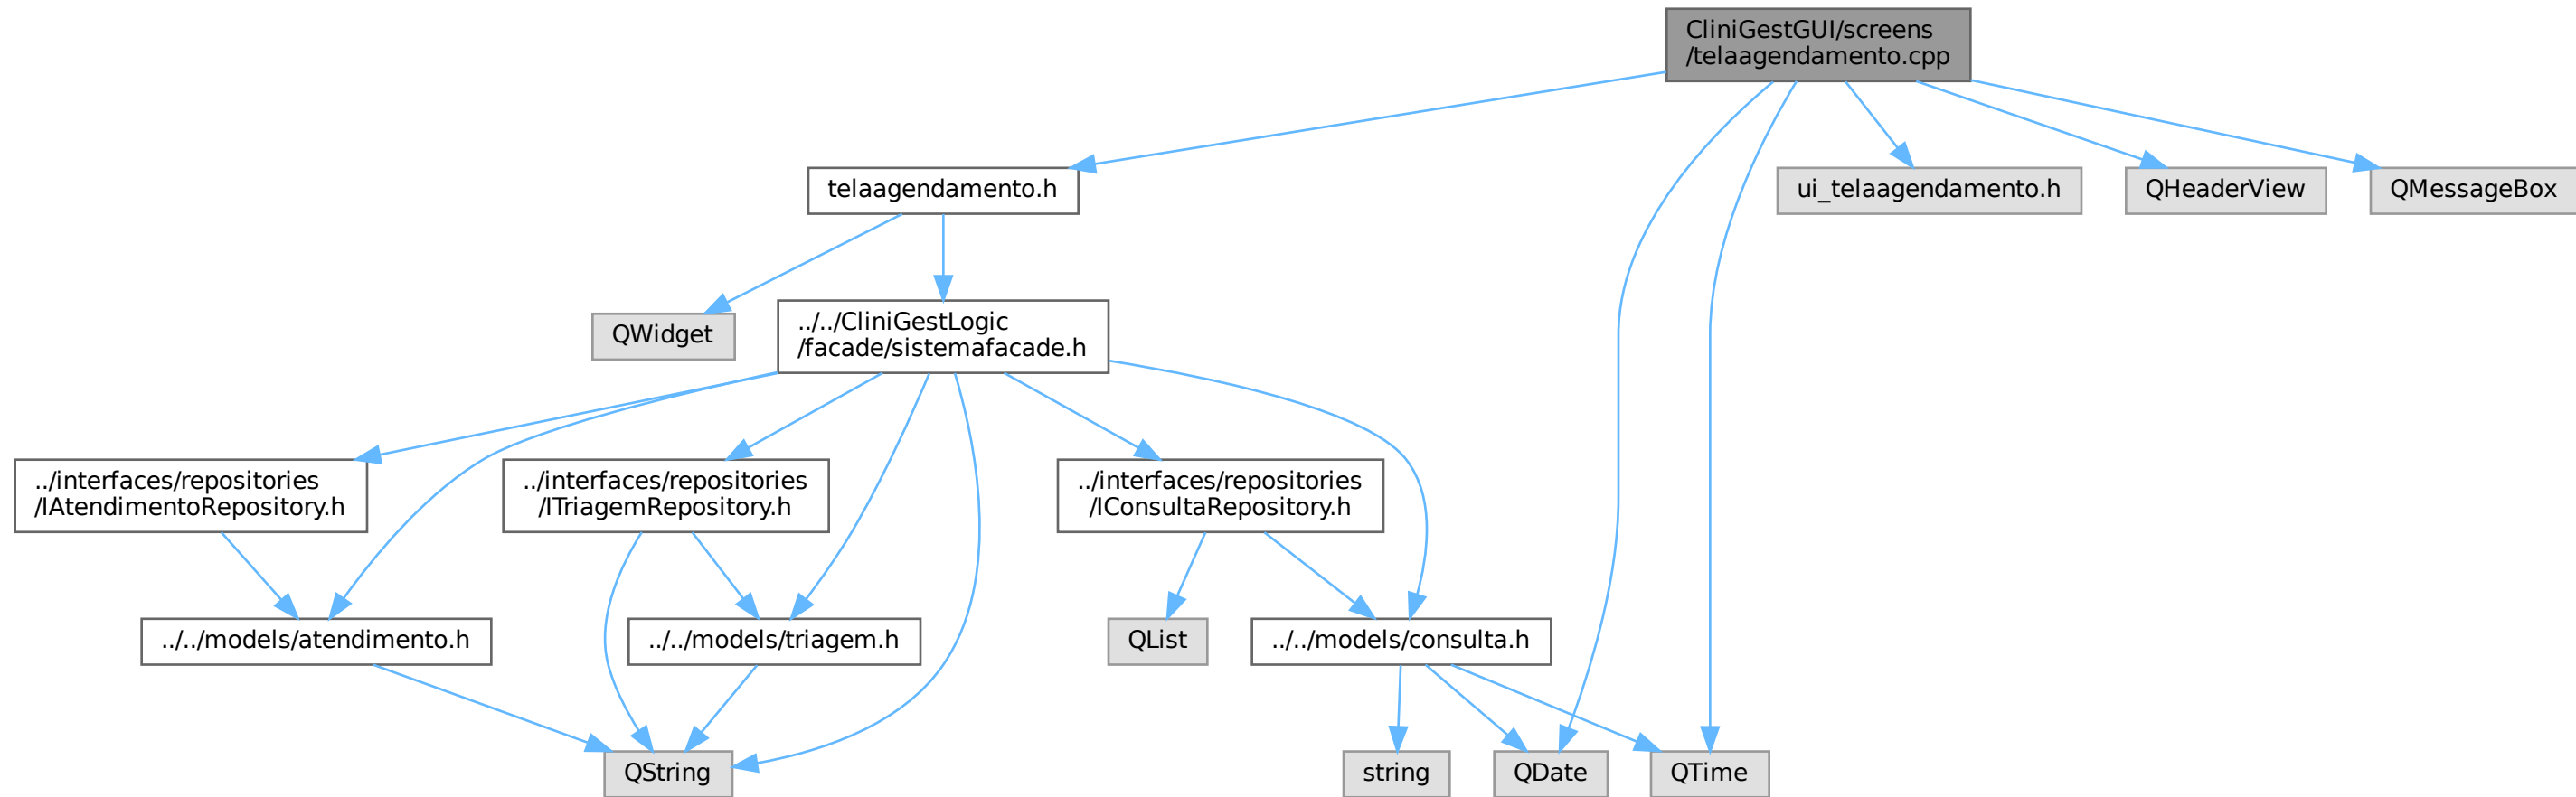 CliniGestGUI/screens
/telaagendamento.cpp
telaagendamento.h
ui_telaagendamento.h
QHeaderView
QMessageBox
QWidget
../../CliniGestLogic
/facade/sistemafacade.h
../interfaces/repositories
/IAtendimentoRepository.h
../interfaces/repositories
/ITriagemRepository.h
../interfaces/repositories
/IConsultaRepository.h
../../models/atendimento.h
../../models/triagem.h
QList
../../models/consulta.h
QString
string
QDate
QTime